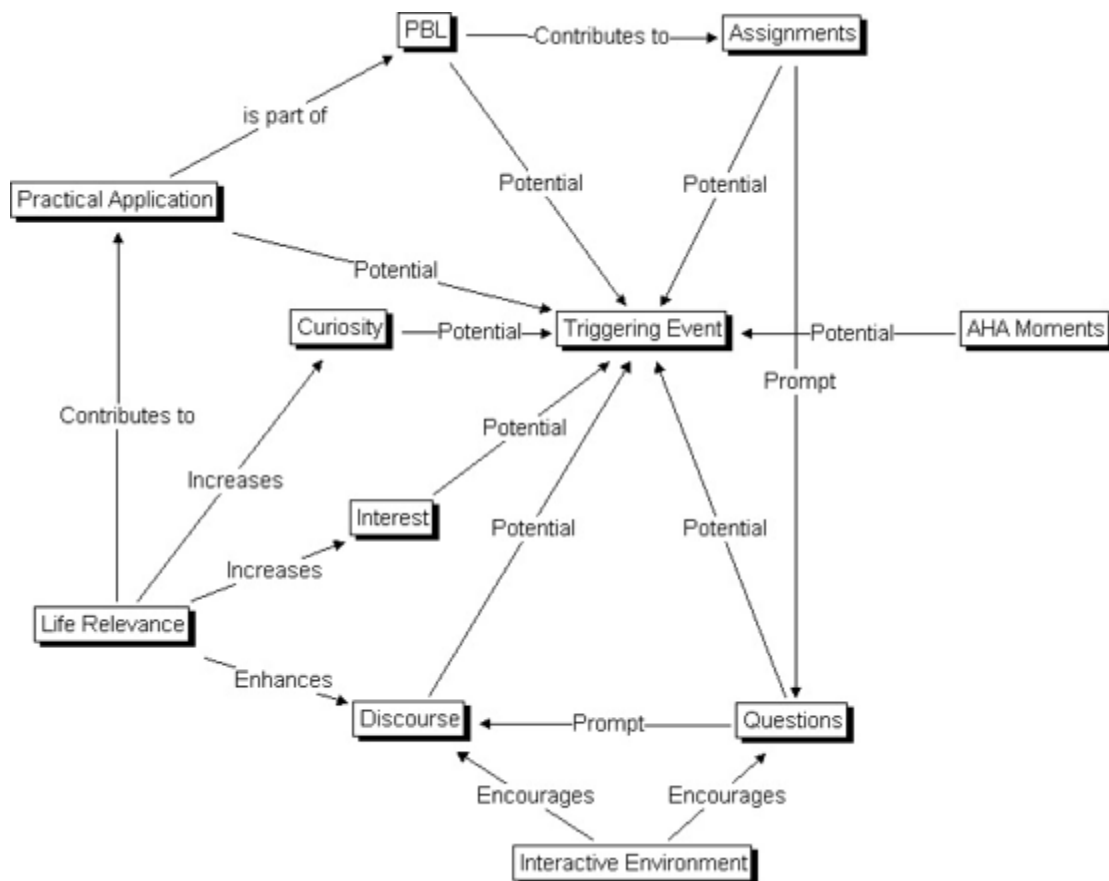 PBL
Contributes to
Assignments
is part of
Practical Application
Potential
Potential
Potential
Curiosity
Potential
Triggering Event
Potential
AHA Moments
Prompt
Contributes to
Potential
Increases
Interest
Potential
Potential
Increases
Life Relevance
Enhances
Discourse
Prompt
Questions
Encourages
Encourages
Interactive Environment